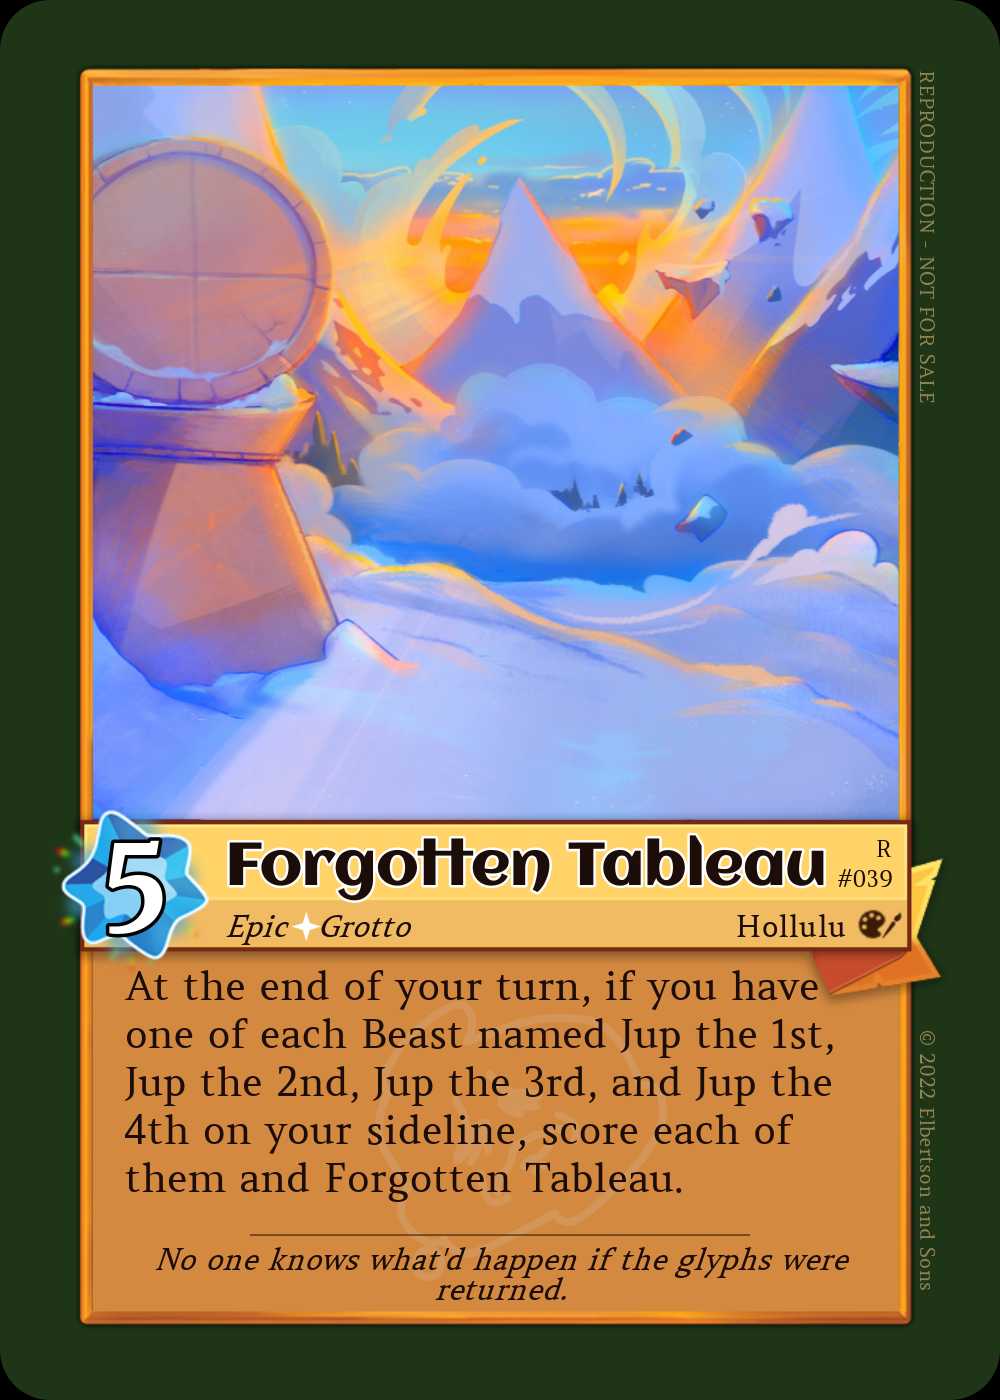 REPRODUCTION - NOT FOR SALE
5
Forgotten Tableau
R
#039
Epic Grotto
Hollulu
At the end of your turn, if you have
one of each Beast named Jup the 1st,
Jup the 2nd, Jup the 3rd, and Jup the
4th on your sideline, score each of
them and Forgotten Tableau.
No one knows what'd happen if the glyphs were
returned.
© 2022 Elbertson and Sons